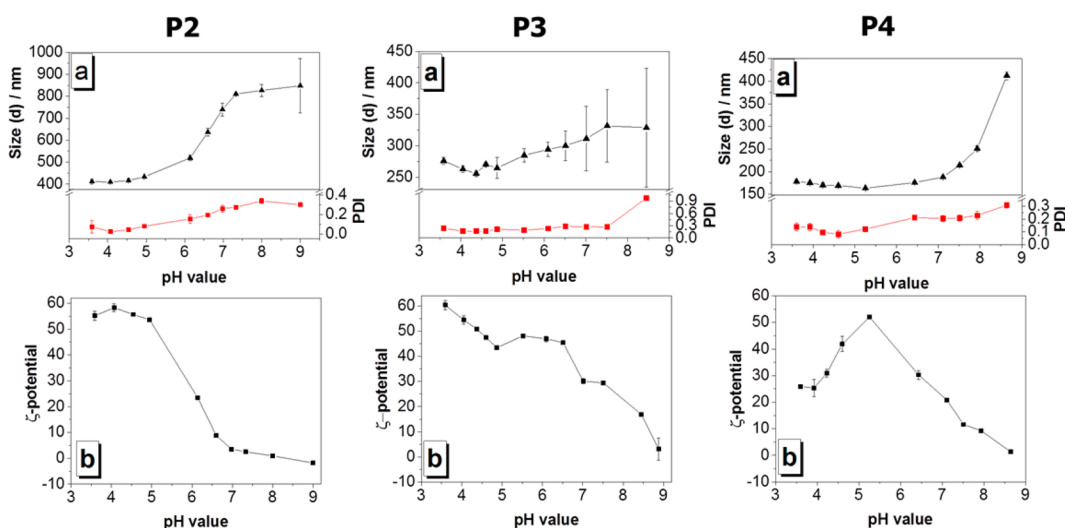 P2 P3 P4
a
Size (d) / nm
1000
900
800
700
600
500
400
0.4
0.2
0.0
PDI
3 4 5 6 7 8 9
pH value
a
Size (d) / nm
450
400
350
300
250
0.9
0.6
0.3
0.0
PDI
3 4 5 6 7 8 9
pH value
a
Size (d) / nm
450
400
350
300
250
200
150
0.3
0.2
0.1
0.0
PDI
3 4 5 6 7 8 9
pH value
b
ζ-potential
60
50
40
30
20
10
0
-10
3 4 5 6 7 8 9
pH value
b
ζ–potential
60
50
40
30
20
10
0
-10
3 4 5 6 7 8 9
pH value
b
ζ-potential
60
50
40
30
20
10
0
-10
3 4 5 6 7 8 9
pH value